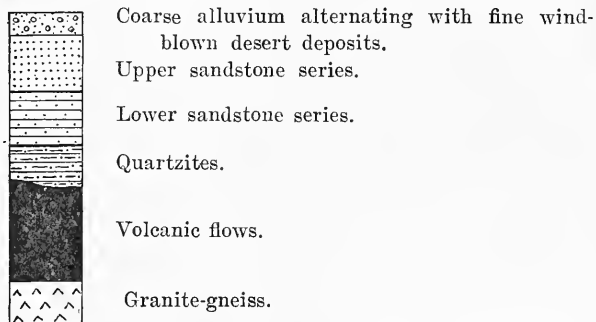 Coarse alluvium alternating with fine wind-
blown desert deposits.
Upper sandstone series.
Lower sandstone series.
Quartzites.
Volcanic flows.
Granite-gneiss.